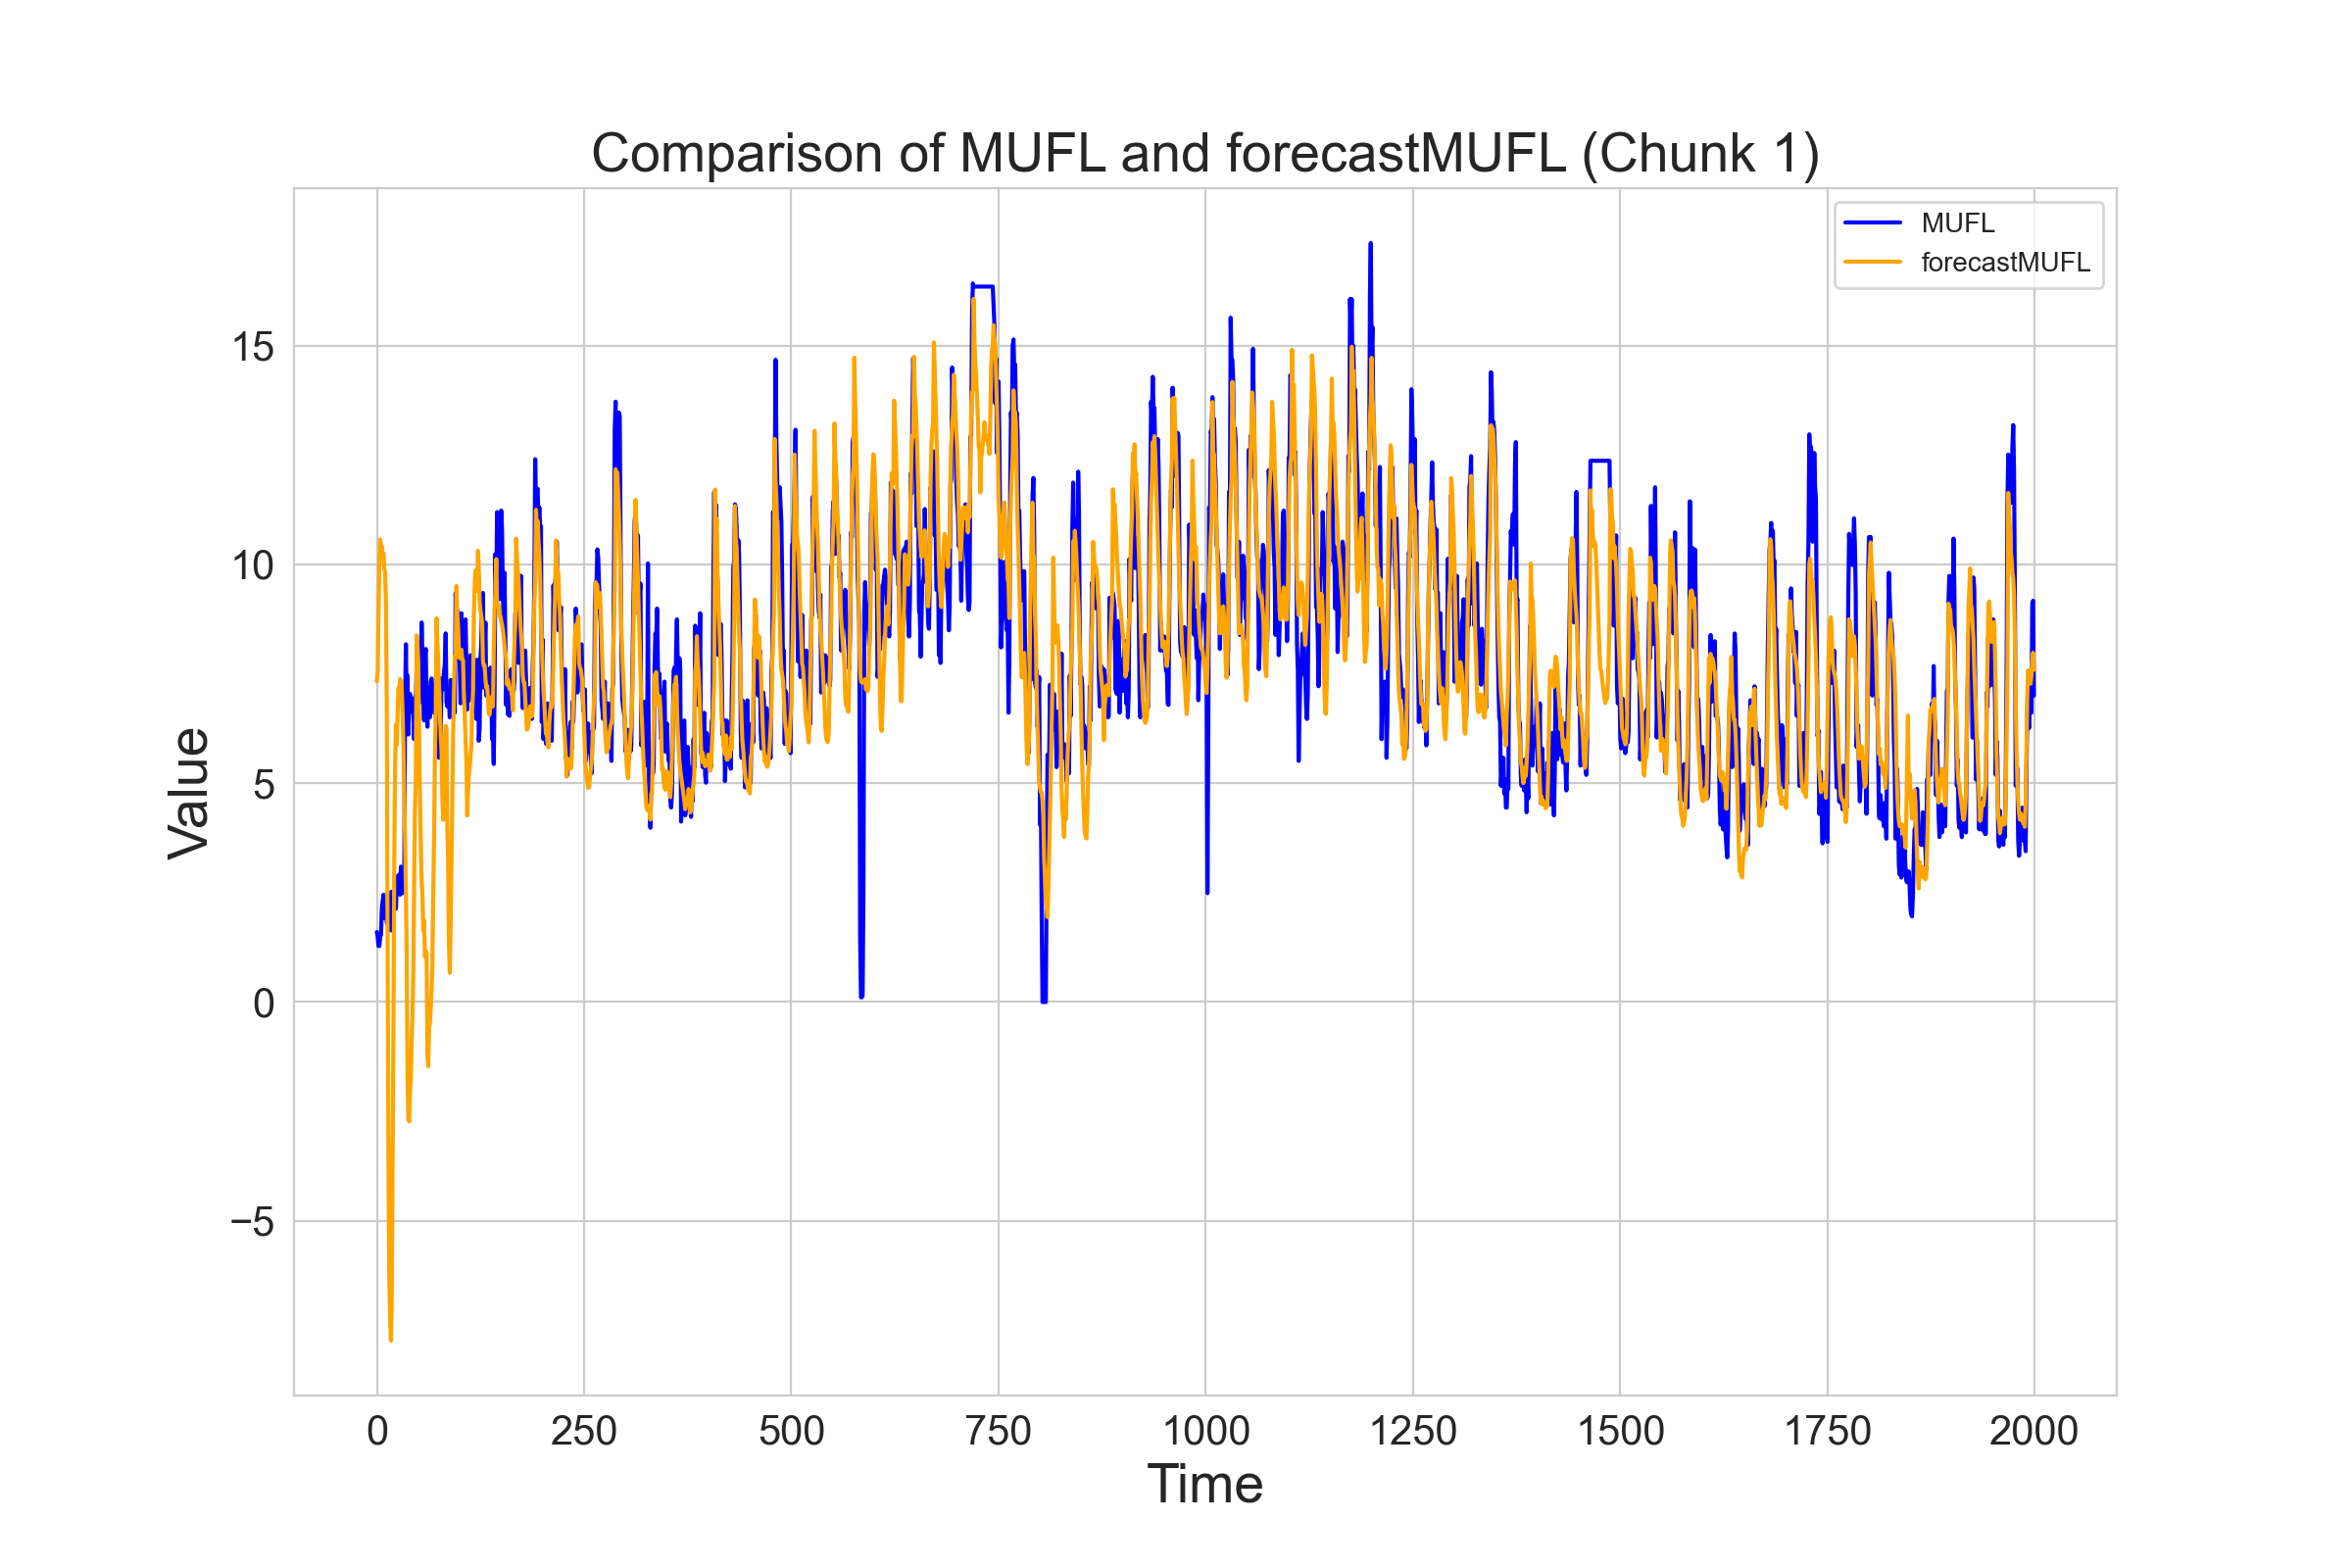 Comparison of MUFL and forecastMUFL (Chunk 1)
MUFL
forecastMUFL
Value
15
10
5
0
−5
0 250 500 750 1000 1250 1500 1750 2000
Time